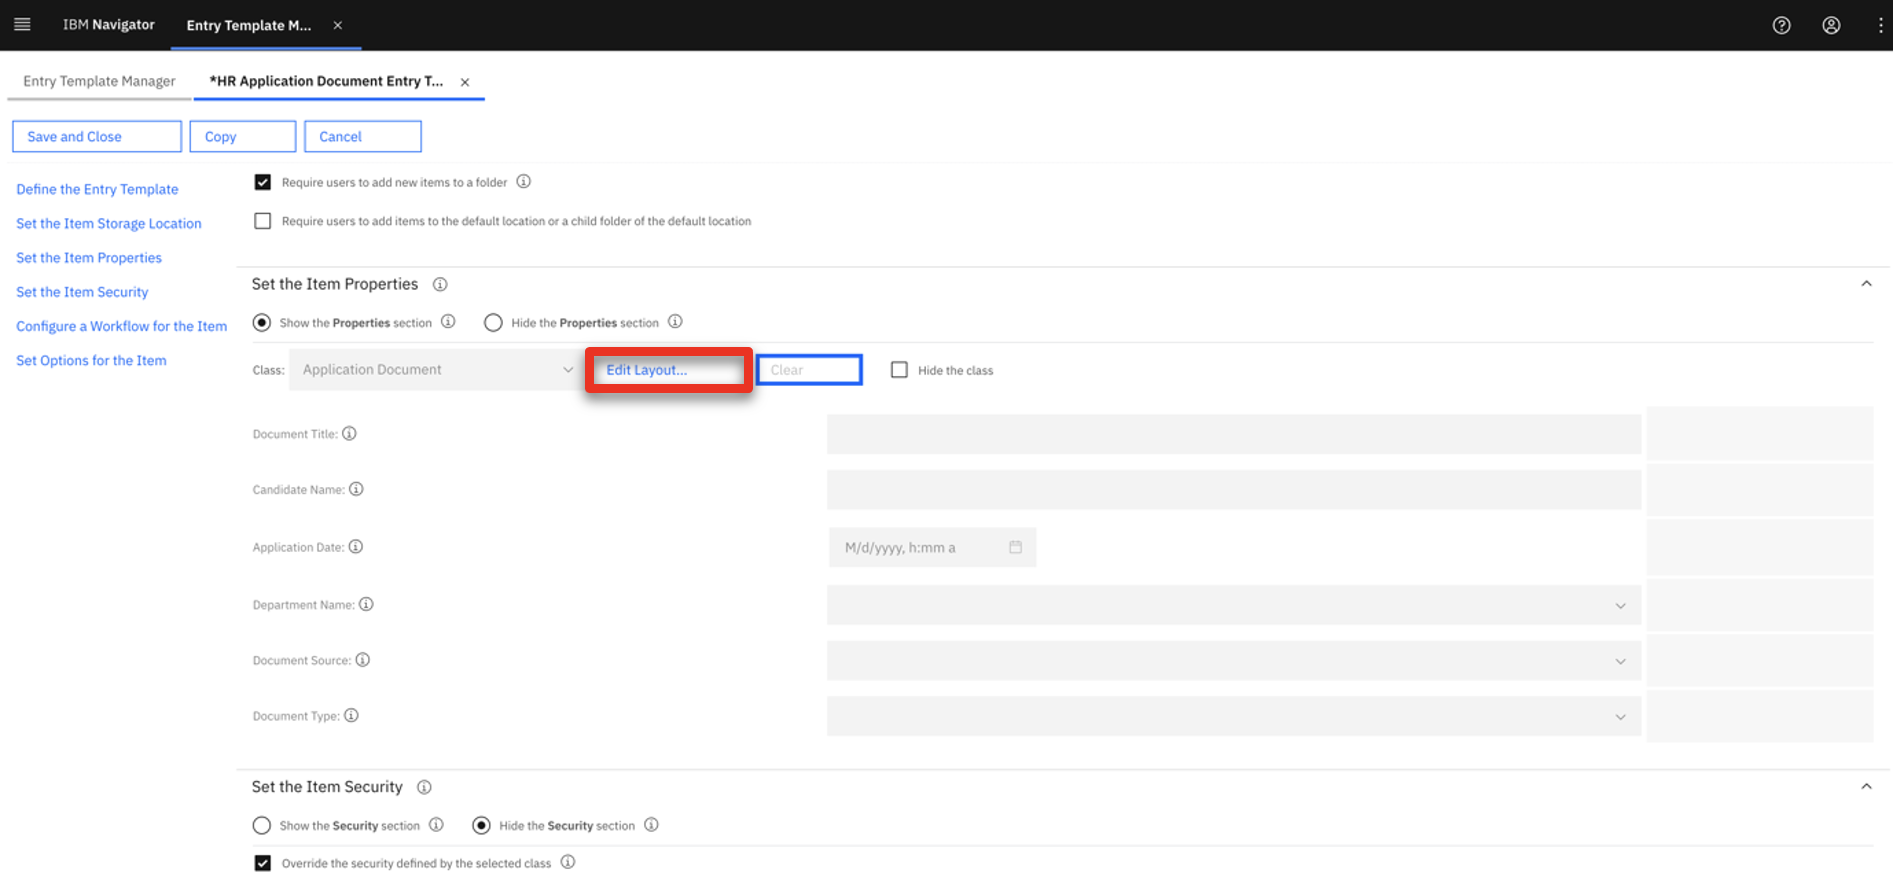 IBM Navigator
Entry Template M...
Entry Template Manager
*HR Application Document Entry T...
Save and Close
Copy
Cancel
Define the Entry Template
Set the Item Storage Location
Set the Item Properties
Set the Item Security
Configure a Workflow for the Item
Set Options for the Item
Require users to add new items to a folder
Require users to add items to the default location or a child folder of the default location
Set the Item Properties
Show the Properties section
Hide the Properties section
Class:
Application Document
Edit Layout...
Clear
Hide the class
Document Title:
Candidate Name:
Application Date:
M/d/yyyy, h:mm a
Department Name:
Document Source:
Document Type:
Set the Item Security
Show the Security section
Hide the Security section
Override the security defined by the selected class